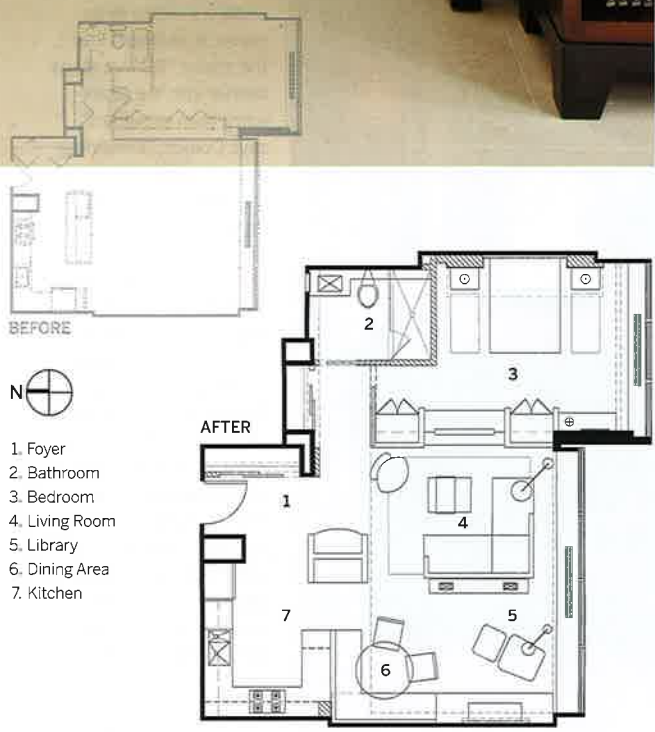 BEFORE
N
AFTER
1. Foyer
2. Bathroom
3. Bedroom
4. Living Room
5. Library
6. Dining Area
7. Kitchen
2
3
1
4
7
5
6